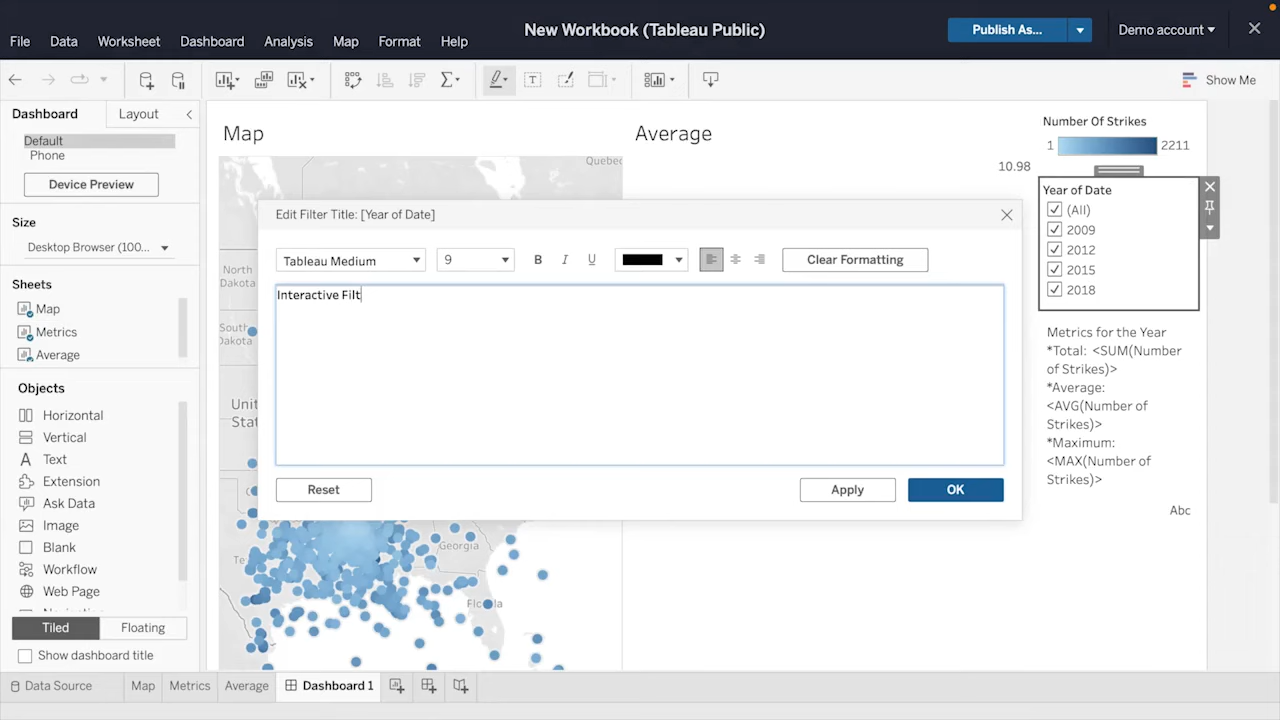 New Workbook (Tableau Public)
Publish As...
Demo account
File Data Worksheet Dashboard Analysis Map Format Help
Show Me
Dashboard Layout
Default
Phone
Device Preview
Size
Desktop Browser (100...
Sheets
Map
Metrics
Average
Objects
Horizontal
Vertical
Text
Extension
Ask Data
Image
Blank
Workflow
Web Page
Tiled Floating
Show dashboard title
Map
Quebec
North
Dakota
South
Dakota
Unit
Stat
Te
Georgia
Florida
Average
10.98
Edit Filter Title: [Year of Date]
Tableau Medium 9 B I U Clear Formatting
Interactive Filt
Reset Apply OK
Number Of Strikes
1 2211
Year of Date
(All)
2009
2012
2015
2018
Metrics for the Year
*Total: <SUM(Number
of Strikes)>
*Average:
<AVG(Number of
Strikes)>
*Maximum:
<MAX(Number of
Strikes)>
Abc
Data Source Map Metrics Average Dashboard 1